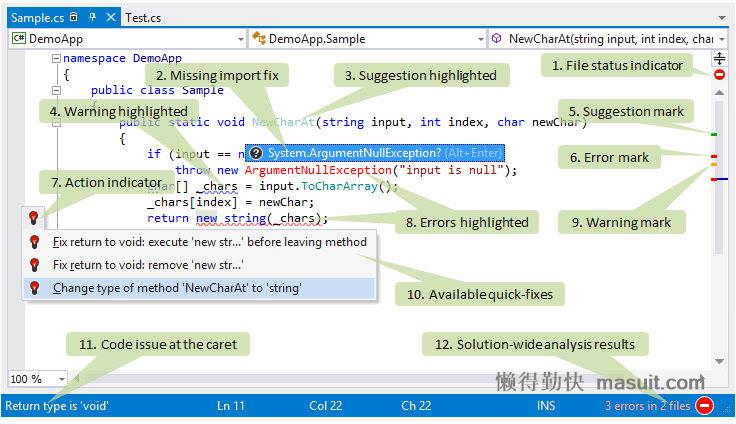 Sample.cs
Test.cs
DemoApp
DemoApp.Sample
NewCharAt(string input, int index, char
namespace DemoApp
1. File status indicator
{
2. Missing import fix
3. Suggestion highlighted
public class Sample
{
4. Warning highlighted
5. Suggestion mark
public static void NewCharAt(string input, int index, char newChar)
{
if (input == n
System.ArgumentNullException? (Alt+Enter)
6. Error mark
throw new ArgumentNullException("input is null");
7. Action indicator
char[] _chars = input.ToCharArray();
_chars[index] = newChar;
return new string(_chars);
8. Errors highlighted
9. Warning mark
Fix return to void: execute 'new str...' before leaving method
Fix return to void: remove 'new str...'
Change type of method 'NewCharAt' to 'string'
10. Available quick-fixes
11. Code issue at the caret
12. Solution-wide analysis results
100 %
懒得勤快 masuit.com
Return type is 'void'
Ln 11
Col 22
Ch 22
INS
3 errors in 2 files